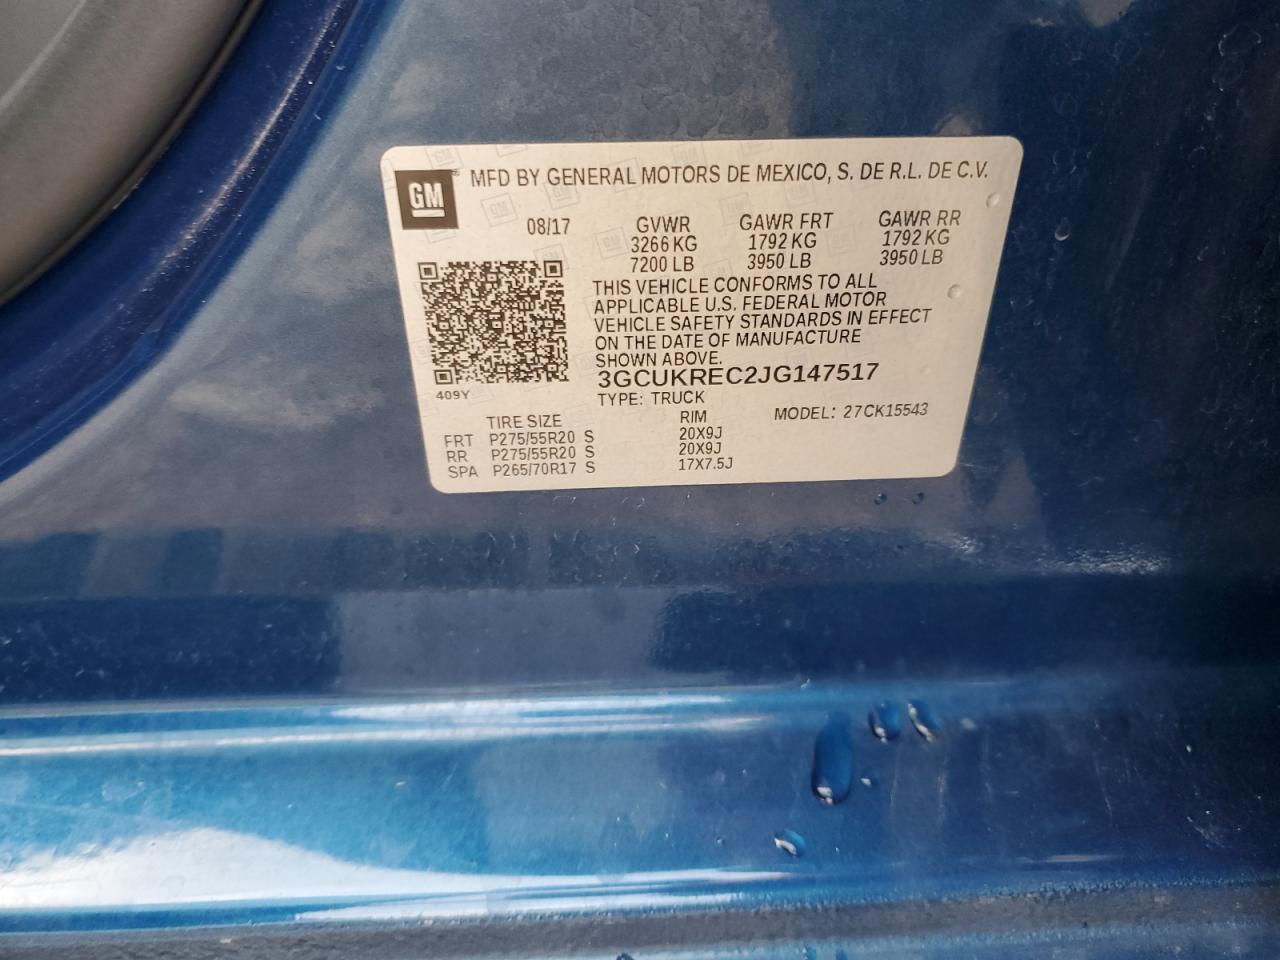 GM
MFD BY GENERAL MOTORS DE MEXICO, S. DE R.L. DE C.V.
08/17 GVWR GAWR FRT GAWR RR
3266 KG 1792 KG 1792 KG
7200 LB 3950 LB 3950 LB
THIS VEHICLE CONFORMS TO ALL
APPLICABLE U.S. FEDERAL MOTOR
VEHICLE SAFETY STANDARDS IN EFFECT
ON THE DATE OF MANUFACTURE
SHOWN ABOVE.
3GCUKREC2JG147517
409Y
TYPE: TRUCK
MODEL: 27CK15543
TIRE SIZE RIM
FRT P275/55R20 S 20X9J
RR P275/55R20 S 20X9J
SPA P265/70R17 S 17X7.5J